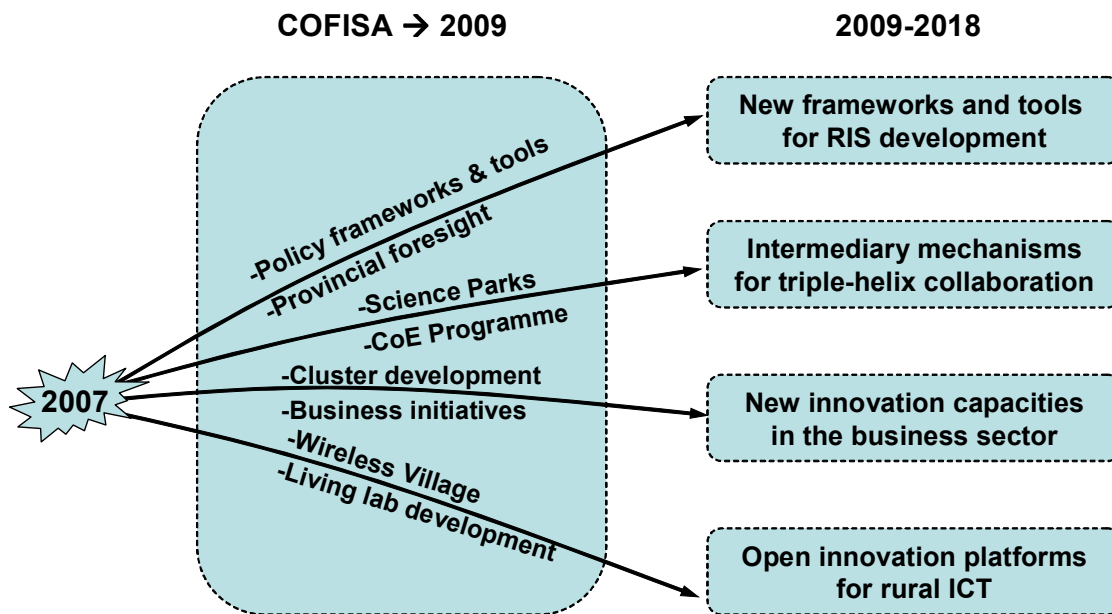 COFISA → 2009
2009-2018
-Policy frameworks & tools
-Provincial foresight
-Science Parks
-CoE Programme
2007
-Cluster development
-Business initiatives
-Wireless Village
-Living lab development
New frameworks and tools
for RIS development
Intermediary mechanisms
for triple-helix collaboration
New innovation capacities
in the business sector
Open innovation platforms
for rural ICT